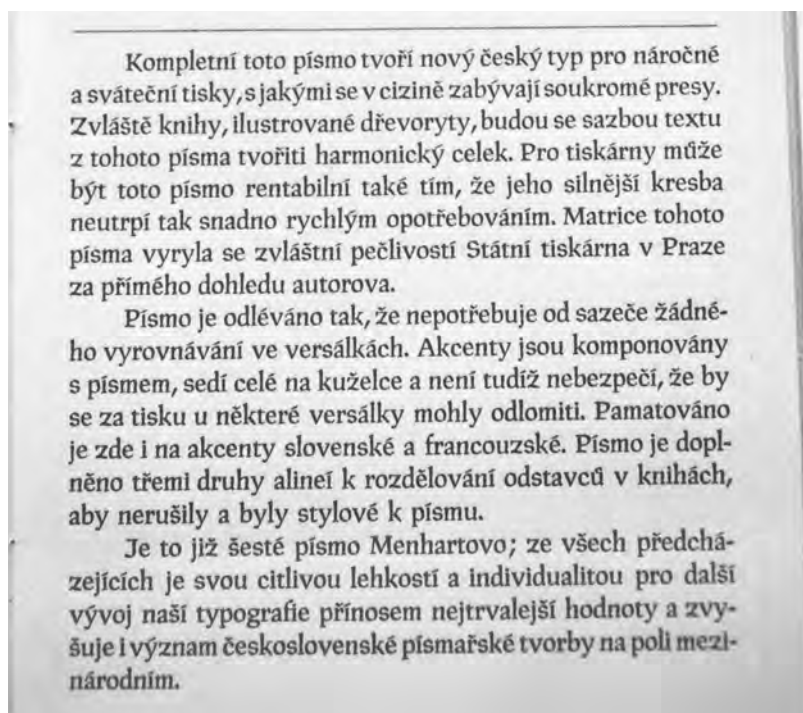 Kompletní toto písmo tvoří nový český typ pro náročné
a sváteční tisky, s jakými se v cizině zabývají soukromé presy.
Zvláště knihy, ilustrované dřevoryty, budou se sazbou textu
z tohoto písma tvořiti harmonický celek. Pro tiskárny může
být toto písmo rentabilní také tím, že jeho silnější kresba
neutrpí tak snadno rychlým opotřebováním. Matrice tohoto
písma vyryla se zvláštní pečlivostí Státní tiskárna v Praze
za přímého dohledu autorova.
Písmo je odléváno tak, že nepotřebuje od sazeče žádné-
ho vyrovnávání ve versálkách. Akcenty jsou komponovány
s písmem, sedí celé na kuželce a není tudíž nebezpečí, že by
se za tisku u některé versálky mohly odlomiti. Pamatováno
je zde i na akcenty slovenské a francouzské. Písmo je dopl-
něno třemi druhy alineí k rozdělování odstavců v knihách,
aby nerušily a byly stylové k písmu.
Je to již šesté písmo Menhartovo; ze všech předchá-
zejících je svou citlivou lehkostí a individualitou pro další
vývoj naší typografie přínosem nejtrvalejší hodnoty a zvy-
šuje i význam československé písmařské tvorby na poli mezi-
národním.